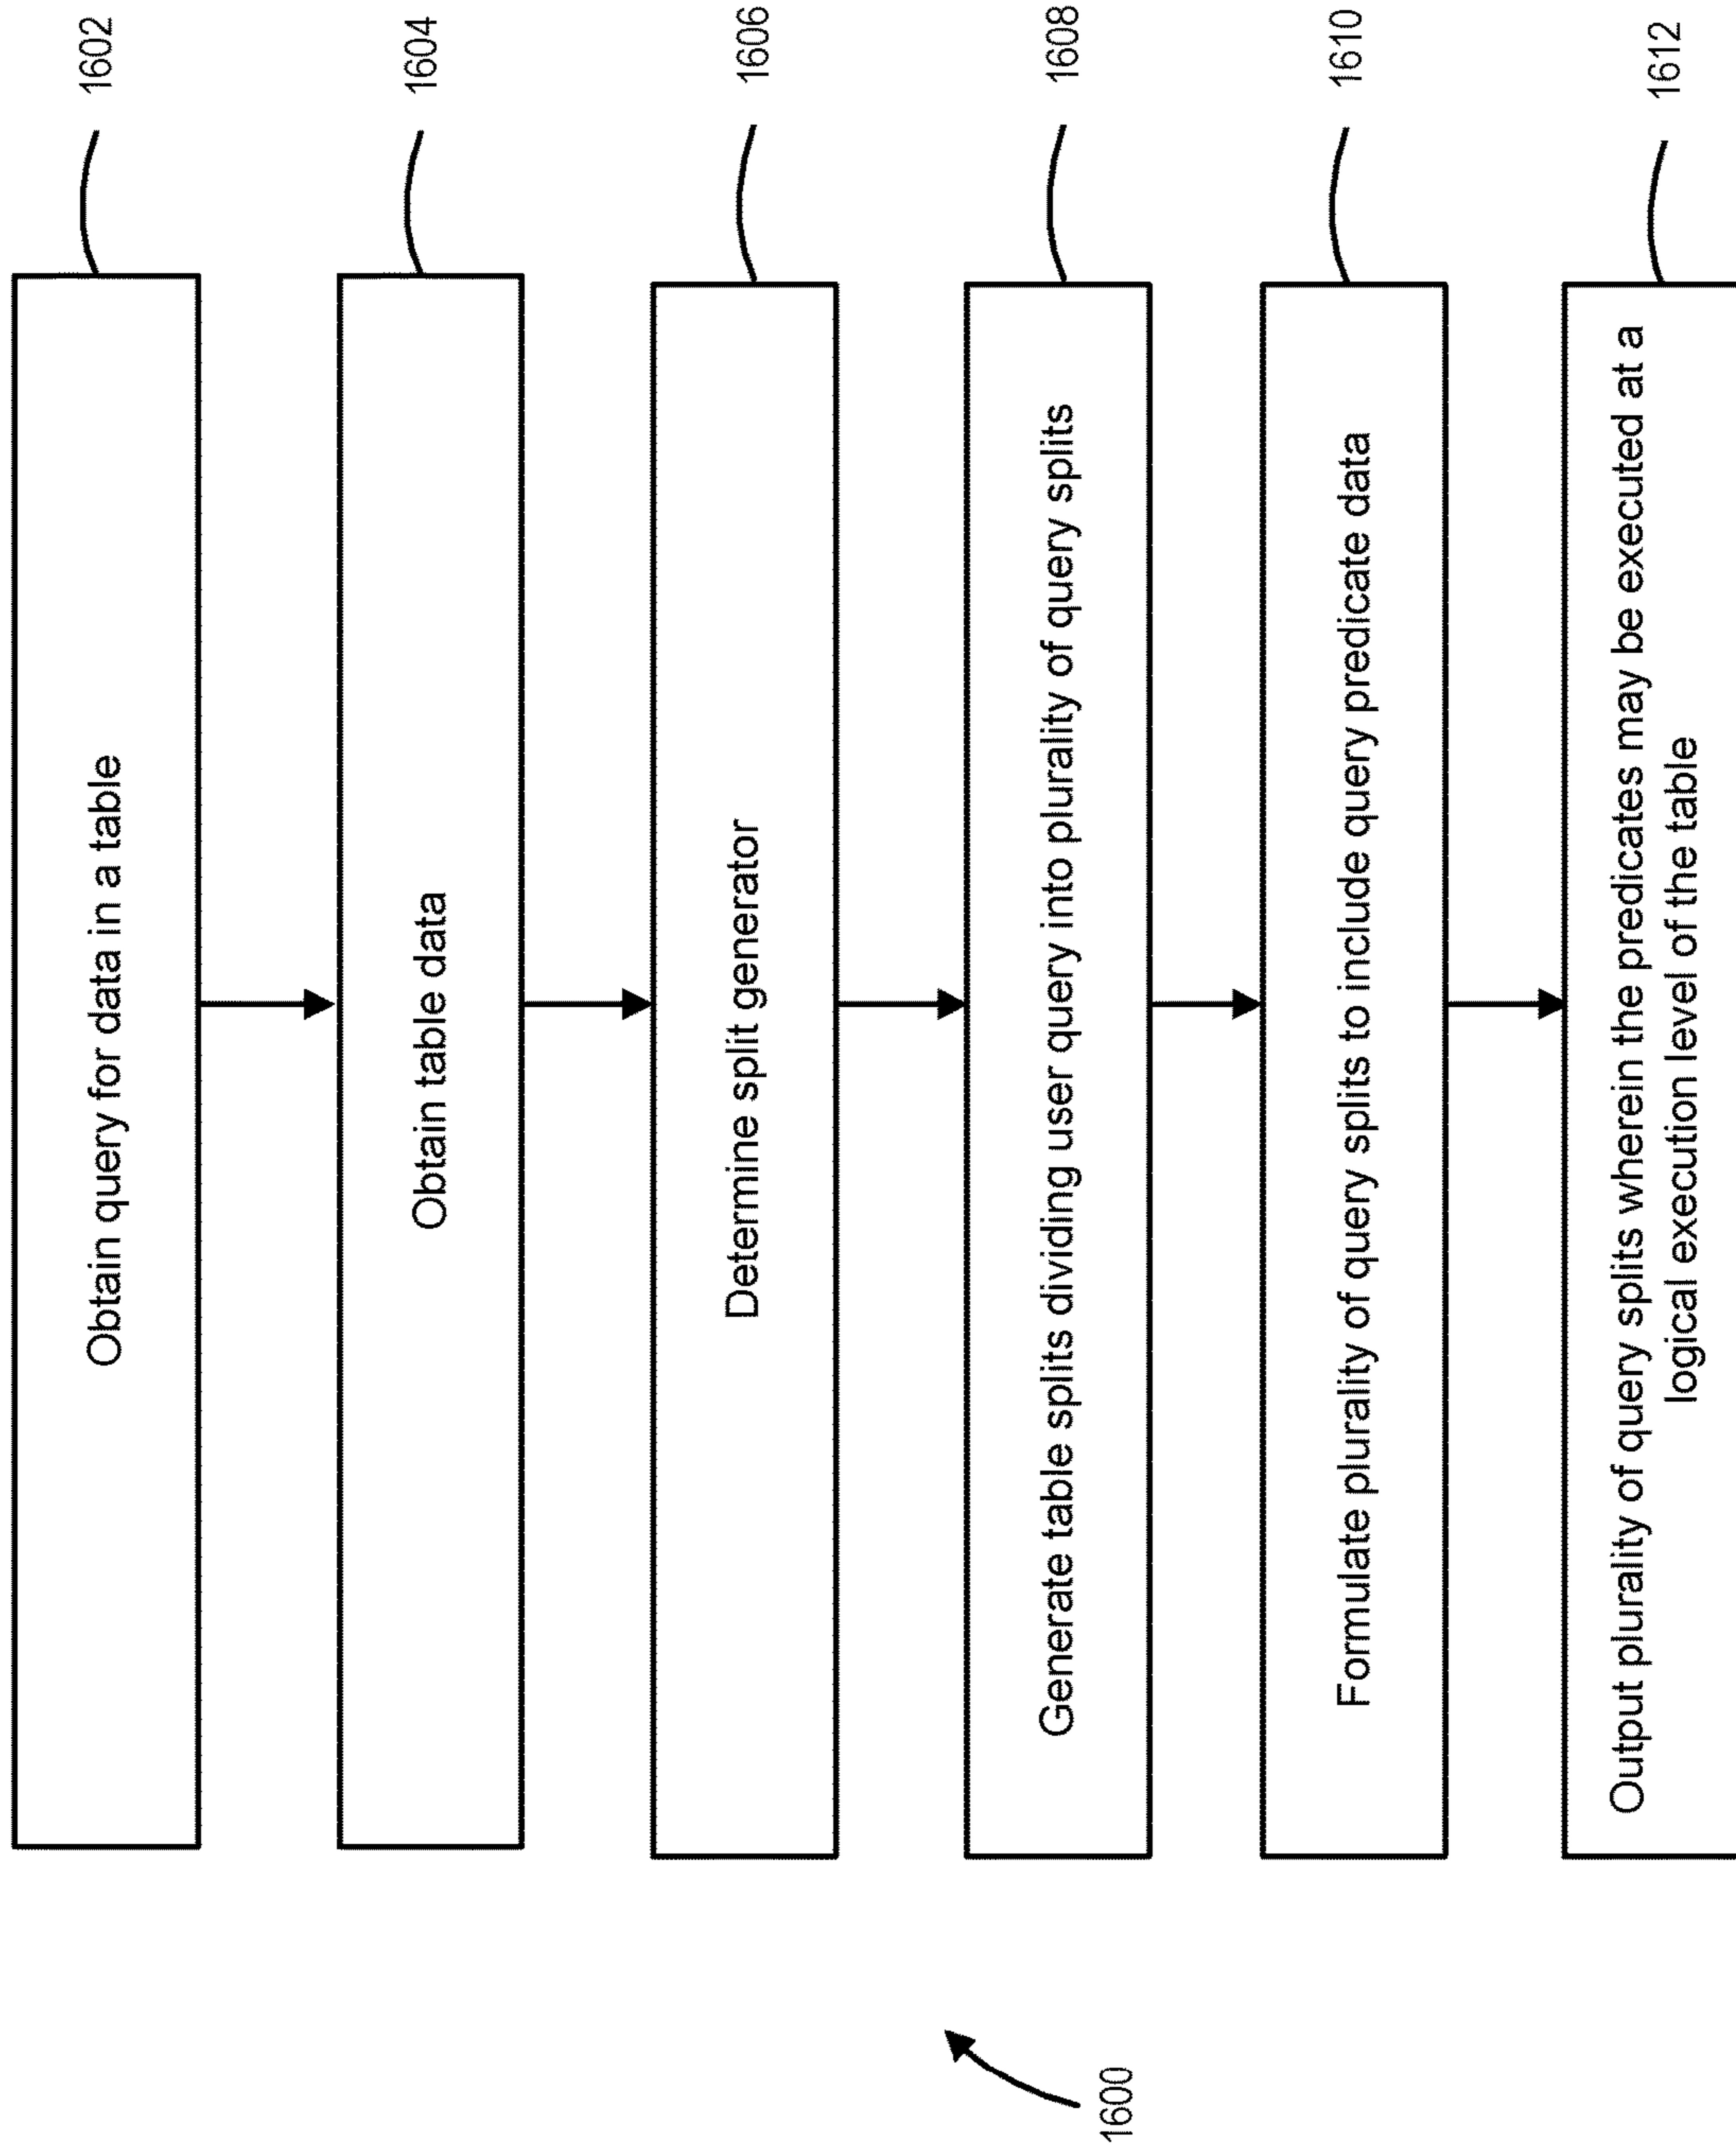 Obtain query for data in a table
1602
Obtain table data
1604
Determine split generator
1606
Generate table splits dividing user query into plurality of query splits
1608
Formulate plurality of query splits to include query predicate data
1610
Output plurality of query splits wherein the predicates may be executed at a
logical execution level of the table
1612
1600